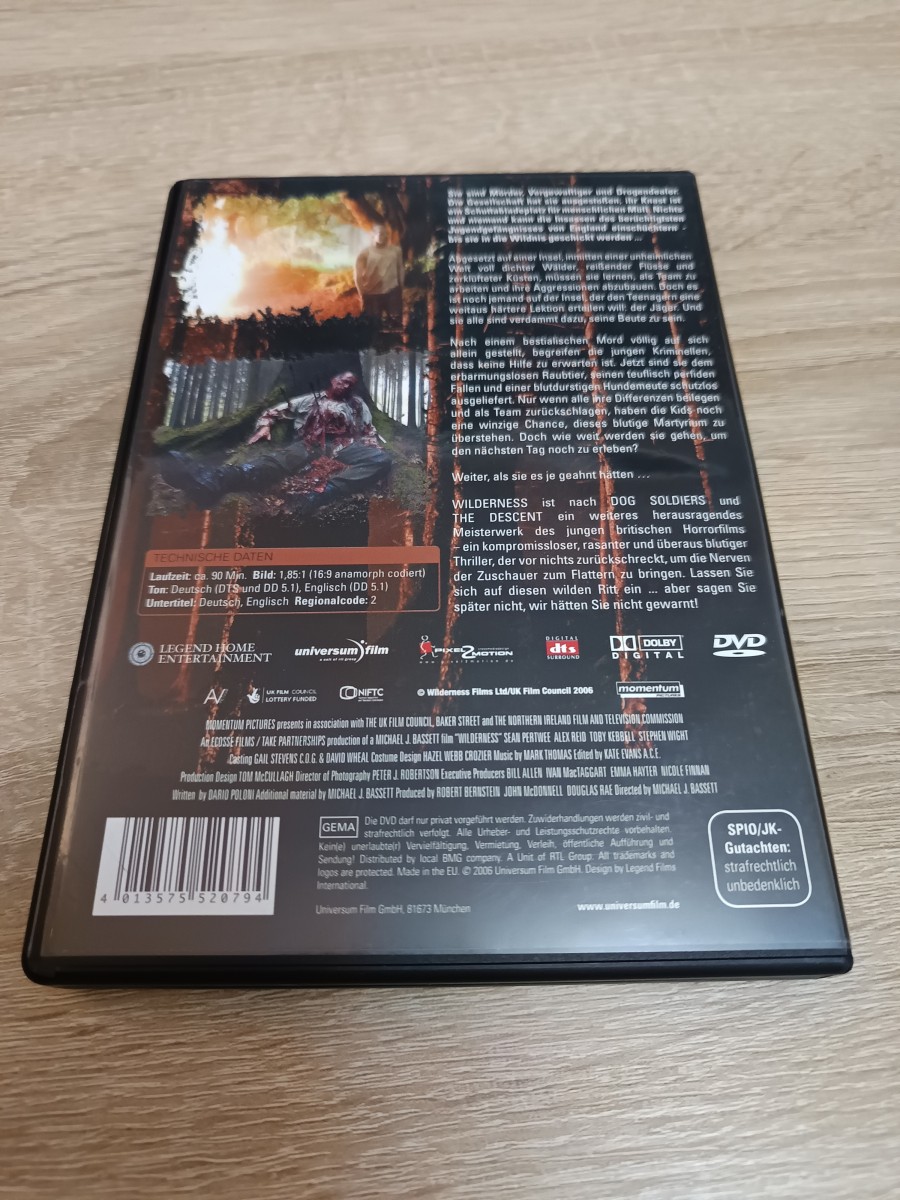 Sie sind Mörder, Vergewaltiger und Drogendealer.
Die Gesellschaft hat sie ausgestoßen. Ihr Knast ist
ein Schuttabladeplatz für menschlichen Müll. Nichts
und niemand kann die Insassen des berüchtigten
Jugendgefängnisses von England einschüchtern -
bis sie in die Wildnis geschickt werden ...
Abgesetzt auf einer Insel, inmitten einer unheimlichen
Welt voll dichter Wälder, reißender Flüsse und
zerklüfteter Küsten, müssen sie lernen, als Team zu
arbeiten und ihre Aggressionen abzubauen. Doch es
ist noch jemand auf der Insel, der den Teenagern eine
weitaus härtere Lektion erteilen will: der Jäger. Und
sie alle sind verdammt dazu, seine Beute zu sein.
Nach einem bestialischen Mord völlig auf sich
allein gestellt, begreifen die jungen Kriminellen,
dass keine Hilfe zu erwarten ist. Jetzt sind sie dem
erbarmungslosen Raubtier, seinen teuflisch perfiden
Fallen und einer blutdurstigen Hundemeute schutzlos
ausgeliefert. Nur wenn alle ihre Differenzen beilegen
und als Team zurückschlagen, haben die Kids noch
eine winzige Chance, dieses blutige Martyrium zu
überstehen. Doch wie weit werden sie gehen, um
den nächsten Tag noch zu erleben?
Weiter, als sie es je geahnt hätten ...
WILDERNESS ist nach DOG SOLDIERS und
THE DESCENT ein weiteres herausragendes
Meisterwerk des jungen britischen Horrorfilms
– ein kompromissloser, rasanter und überaus blutiger
Thriller, der vor nichts zurückschreckt, um die Nerven
der Zuschauer zum Flattern zu bringen. Lassen Sie
sich auf diesen wilden Ritt ein ... aber sagen Sie
später nicht, wir hätten Sie nicht gewarnt!
TECHNISCHE DATEN
Laufzeit: ca. 90 Min. Bild: 1,85:1 (16:9 anamorph codiert)
Ton: Deutsch (DTS und DD 5.1), Englisch (DD 5.1)
Untertitel: Deutsch, Englisch Regionalcode: 2
LEGEND HOME
ENTERTAINMENT
universum film
PIXEL2MOTION
www.pixel2motion.de
DIGITAL
dts
SURROUND
DOLBY
DIGITAL
DVD
UK FILM COUNCIL
LOTTERY FUNDED
NIFTC
© Wilderness Films Ltd/UK Film Council 2006
momentum
PICTURES
MOMENTUM PICTURES presents in association with THE UK FILM COUNCIL, BAKER STREET and THE NORTHERN IRELAND FILM AND TELEVISION COMMISSION
An ECOSSE FILMS / TAKE PARTNERSHIPS production of a MICHAEL J. BASSETT film "WILDERNESS" SEAN PERTWEE ALEX REID TOBY KEBBELL STEPHEN WIGHT
Casting GAIL STEVENS C.D.G. & DAVID WHEAL Costume Design HAZEL WEBB CROZIER Music by MARK THOMAS Edited by KATE EVANS A.C.E.
Production Design TOM McCULLAGH Director of Photography PETER J. ROBERTSON Executive Producers BILL ALLEN IVAN MacTAGGART EMMA HAYTER NICOLE FINNAN
Written by DARIO POLONI Additional material by MICHAEL J. BASSETT Produced by ROBERT BERNSTEIN JOHN McDONNELL DOUGLAS RAE Directed by MICHAEL J. BASSETT
GEMA
Die DVD darf nur privat vorgeführt werden. Zuwiderhandlungen werden zivil- und
strafrechtlich verfolgt. Alle Urheber- und Leistungsschutzrechte vorbehalten.
Kein(e) unerlaubte(r) Vervielfältigung, Vermietung, Verleih, öffentliche Aufführung und
Sendung! Distributed by local BMG company. A Unit of RTL Group. All trademarks and
logos are protected. Made in the EU. © 2006 Universum Film GmbH. Design by Legend Films
International.
Universum Film GmbH, 81673 München
www.universumfilm.de
SPIO/JK-
Gutachten:
strafrechtlich
unbedenklich
4 013575 520794